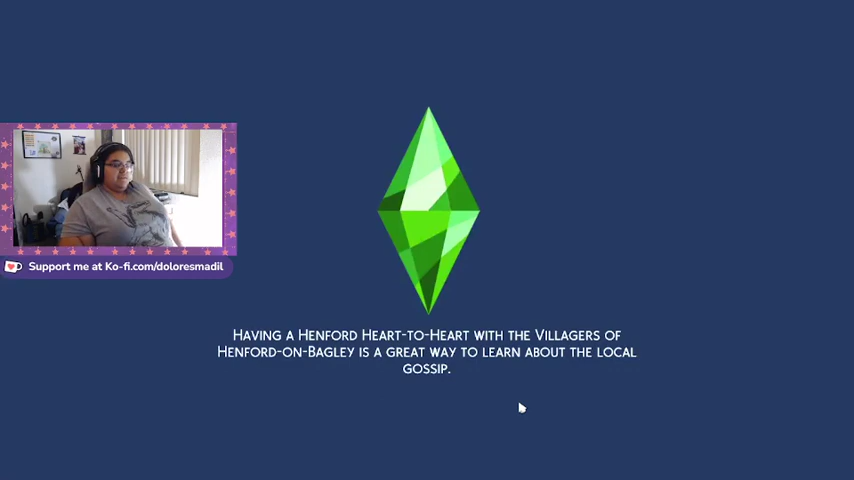 Support me at Ko-fi.com/doloresmadil
HAVING A HENFORD HEART-TO-HEART WITH THE VILLAGERS OF
HENFORD-ON-BAGLEY IS A GREAT WAY TO LEARN ABOUT THE LOCAL
GOSSIP.